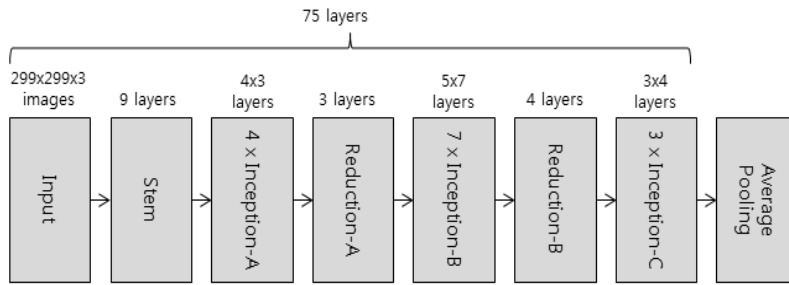 75 layers
299x299x3
images
9 layers
4x3
layers
3 layers
5x7
layers
4 layers
3x4
layers
Input
Stem
4 x Inception-A
Reduction-A
7 x Inception-B
Reduction-B
3 x Inception-C
Average
Pooling